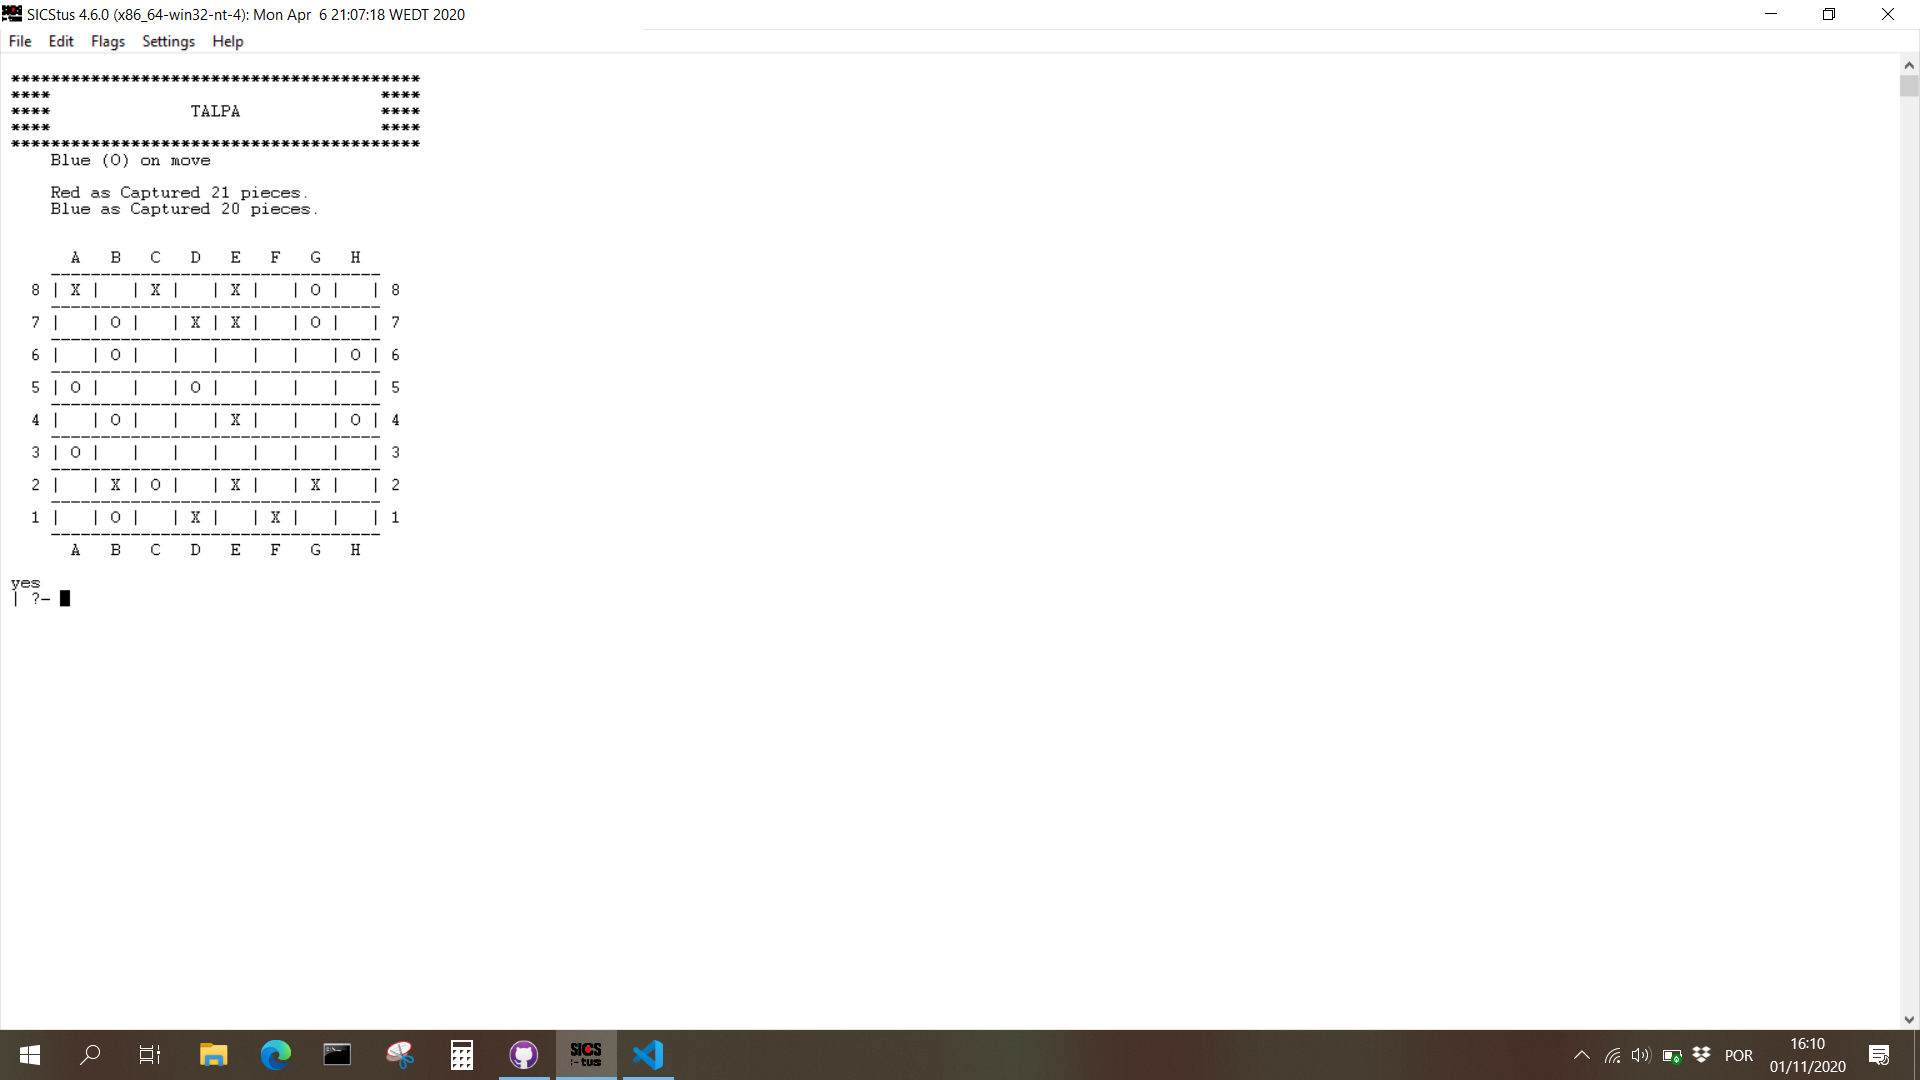 SICStus 4.6.0 (x86_64-win32-nt-4): Mon Apr  6 21:07:18 WEDT 2020
File Edit Flags Settings Help
*****************************************
****                                 ****
****              TALPA              ****
****                                 ****
*****************************************
    Blue (O) on move
    Red as Captured 21 pieces.
    Blue as Captured 20 pieces.
      A   B   C   D   E   F   G   H
    ---------------------------------
  8 | X |   | X |   | X |   | O |   | 8
    ---------------------------------
  7 |   | O |   | X | X |   | O |   | 7
    ---------------------------------
  6 |   | O |   |   |   |   |   | O | 6
    ---------------------------------
  5 | O |   |   | O |   |   |   |   | 5
    ---------------------------------
  4 |   | O |   |   | X |   |   | O | 4
    ---------------------------------
  3 | O |   |   |   |   |   |   |   | 3
    ---------------------------------
  2 |   | X | O |   | X |   | X |   | 2
    ---------------------------------
  1 |   | O |   | X |   | X |   |   | 1
    ---------------------------------
      A   B   C   D   E   F   G   H
yes
| ?-
SICS
:-tus
POR
16:10
01/11/2020